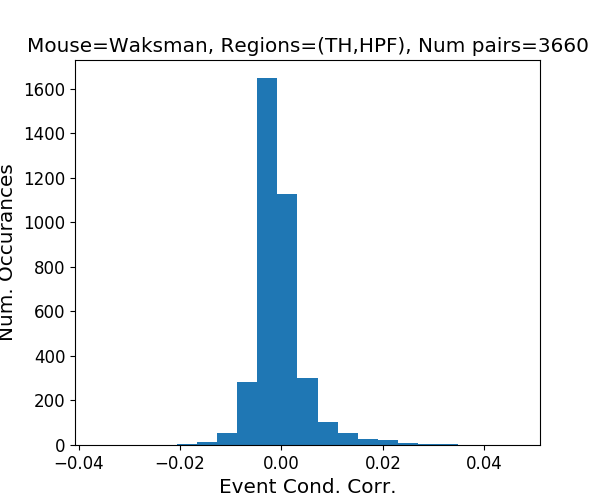 Mouse=Waksman, Regions=(TH,HPF), Num pairs=3660
1600
1400
1200
1000
800
600
400
200
0
Num. Occurances
−0.04 −0.02 0.00 0.02 0.04
Event Cond. Corr.